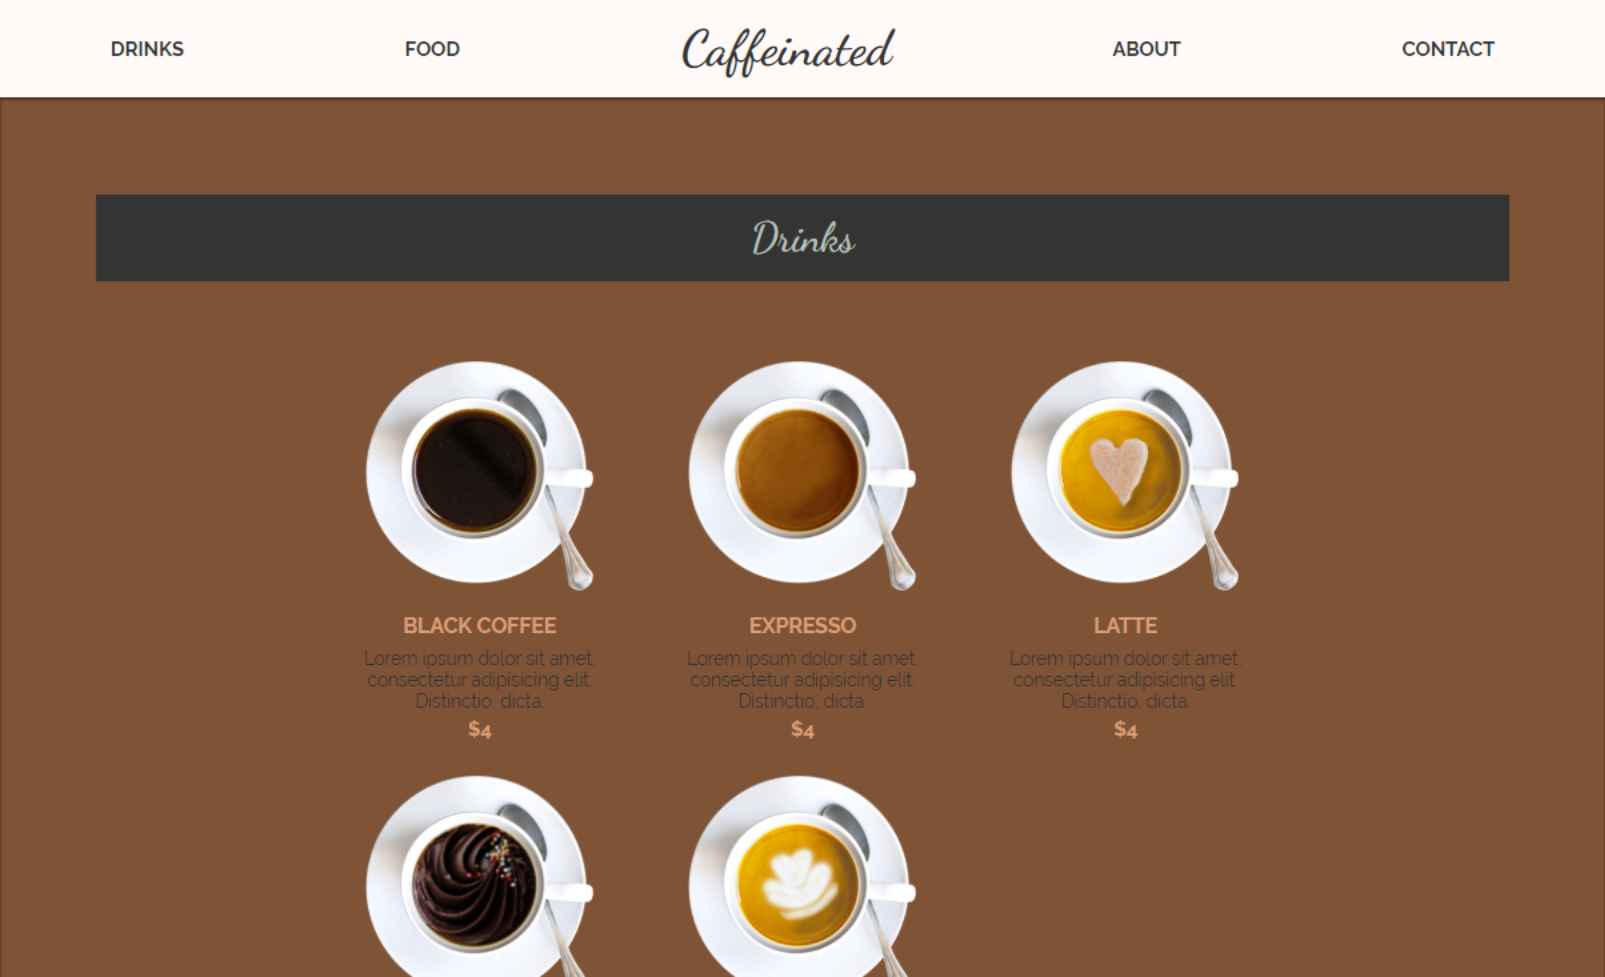 DRINKS FOOD Caffeinated ABOUT CONTACT
Drinks
BLACK COFFEE
Lorem ipsum dolor sit amet,
consectetur adipisicing elit.
Distinctio, dicta.
$4
EXPRESSO
Lorem ipsum dolor sit amet,
consectetur adipisicing elit.
Distinctio, dicta.
$4
LATTE
Lorem ipsum dolor sit amet,
consectetur adipisicing elit.
Distinctio, dicta.
$4